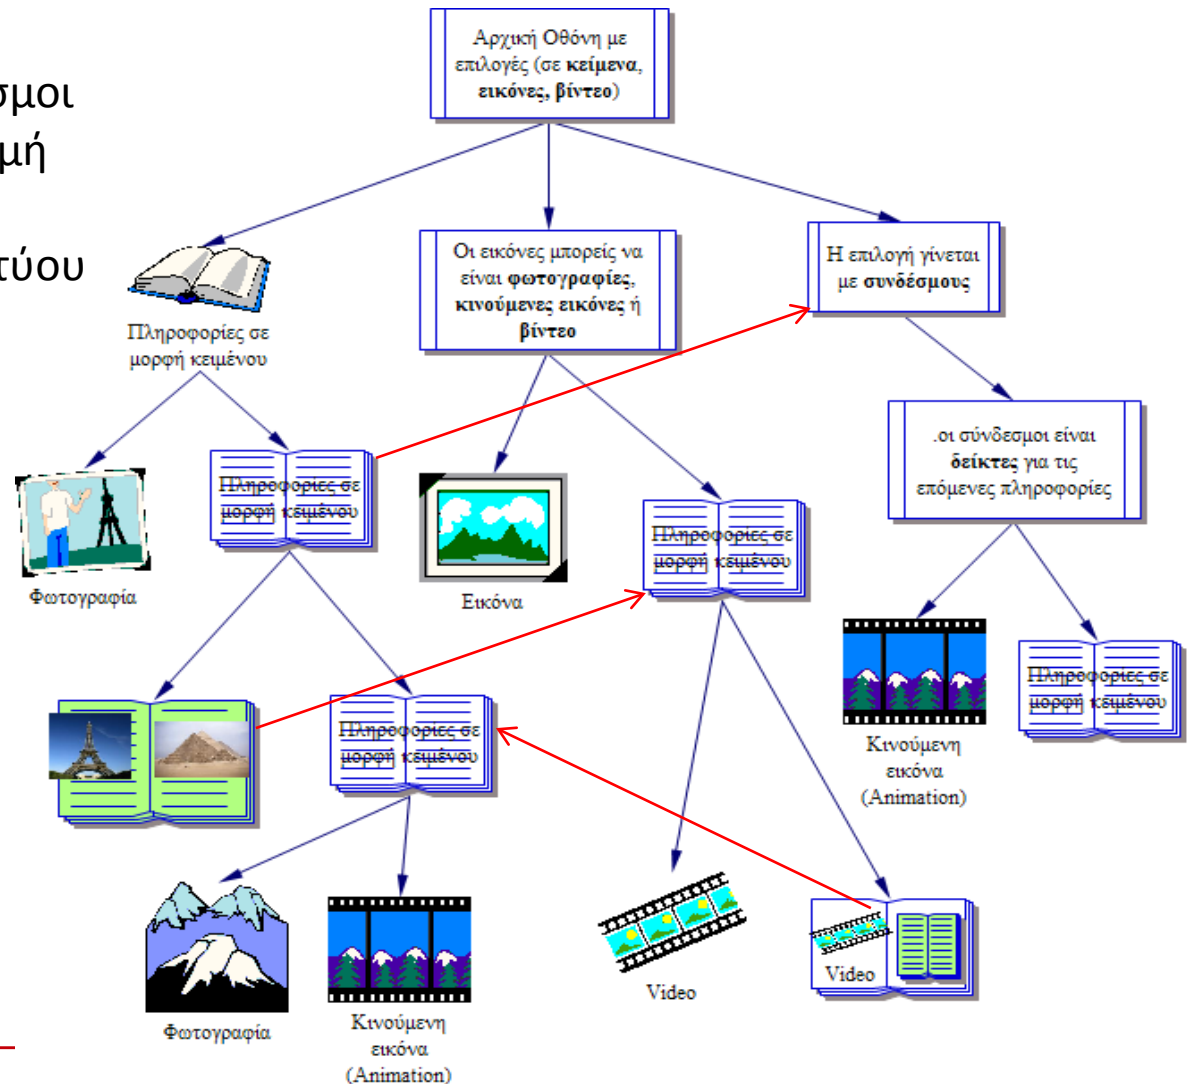 σμοι
μή
τύου
Αρχική Οθόνη με
επιλογές (σε κείμενα,
εικόνες, βίντεο)
Πληροφορίες σε
μορφή κειμένου
Οι εικόνες μπορείς να
είναι φωτογραφίες,
κινούμενες εικόνες ή
βίντεο
Η επιλογή γίνεται
με συνδέσμους
.οι σύνδεσμοι είναι
δείκτες για τις
επόμενες πληροφορίες
Φωτογραφία
Πληροφορίες σε
μορφή κειμένου
Εικόνα
Πληροφορίες σε
μορφή κειμένου
Κινούμενη
εικόνα
(Animation)
Πληροφορίες σε
μορφή κειμένου
Πληροφορίες σε
μορφή κειμένου
Φωτογραφία
Κινούμενη
εικόνα
(Animation)
Video
Video